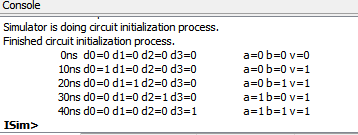 Console
Simulator is doing circuit initialization process.
Finished circuit initialization process.
0ns d0=0 d1=0 d2=0 d3=0 a=0 b=0 v=0
10ns d0=1 d1=0 d2=0 d3=0 a=0 b=0 v=1
20ns d0=0 d1=1 d2=0 d3=0 a=0 b=1 v=1
30ns d0=0 d1=0 d2=1 d3=0 a=1 b=0 v=1
40ns d0=0 d1=0 d2=0 d3=1 a=1 b=1 v=1
ISim>